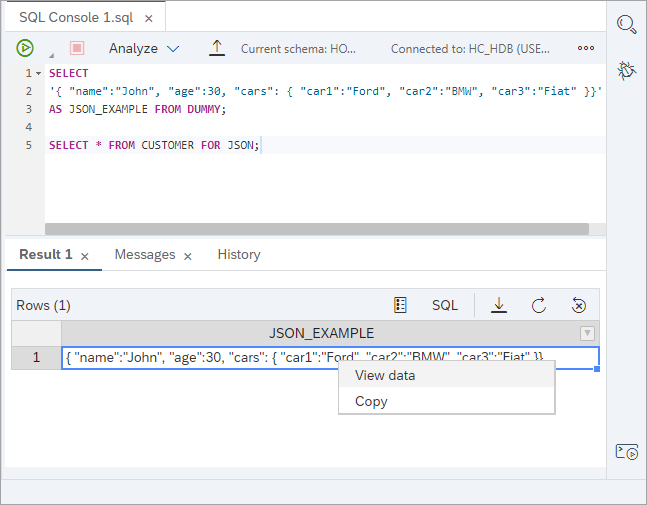 SQL Console 1.sql ×
Analyze Current schema: HO... Connected to: HC_HDB (USE... •••
1 SELECT
2 '{ "name":"John", "age":30, "cars": { "car1":"Ford", "car2":"BMW", "car3":"Fiat" }}'
3 AS JSON_EXAMPLE FROM DUMMY;
4
5 SELECT * FROM CUSTOMER FOR JSON;
Result 1 × Messages × History
Rows (1) SQL
JSON_EXAMPLE
1 { "name":"John", "age":30, "cars": { "car1":"Ford", "car2":"BMW", "car3":"Fiat" }}
View data
Copy